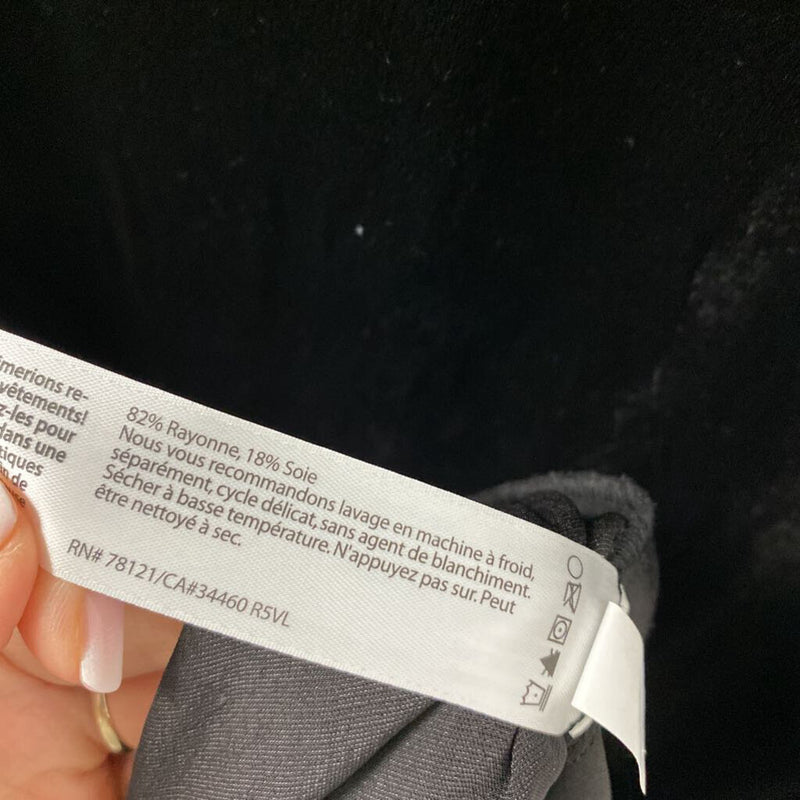 merions re-
vêtements!
z-les pour
dans une
tiques
n de
82% Rayonne, 18% Soie
Nous vous recommandons lavage en machine à froid,
séparément, cycle délicat, sans agent de blanchiment.
Sécher à basse température. N'appuyez pas sur. Peut
être nettoyé à sec.
RN# 78121/CA#34460 R5VL